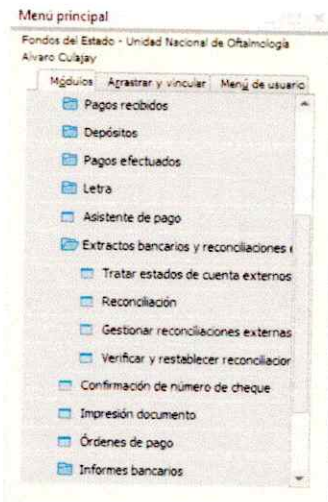 Menú principal
Fondos del Estado - Unidad Nacional de Oftalmología
Alvaro Culajay
Módulos Arrastrar y vincular Menú de usuario
Pagos recibidos
Depósitos
Pagos efectuados
Letra
Asistente de pago
Extractos bancarios y reconciliaciones e
Tratar estados de cuenta externos
Reconciliación
Gestionar reconciliaciones externas
Verificar y restablecer reconciliacion
Confirmación de número de cheque
Impresión documento
Órdenes de pago
Informes bancarios